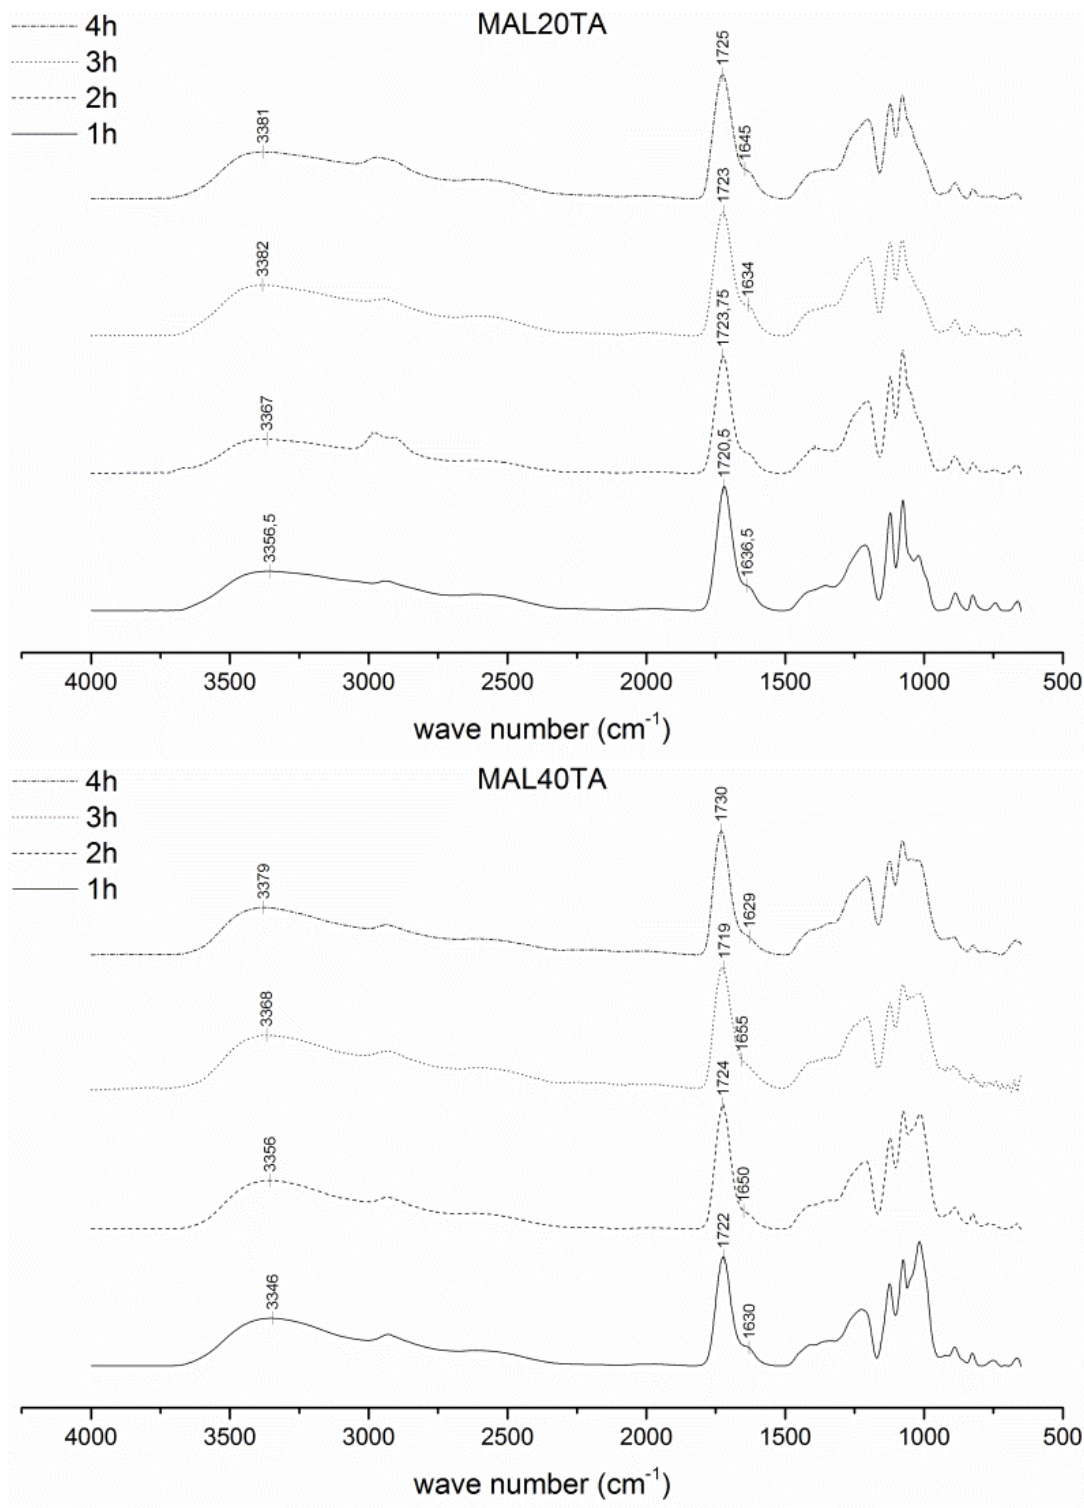 MAL20TA
4h
3h
2h
1h
3381
1725
1645
3382
1723
1634
3367
1723,75
3356,5
1720,5
1636,5
4000 3500 3000 2500 2000 1500 1000 500
wave number (cm⁻¹)
MAL40TA
4h
3h
2h
1h
3379
1730
1629
3368
1719
1655
3356
1724
1650
3346
1722
1630
4000 3500 3000 2500 2000 1500 1000 500
wave number (cm⁻¹)